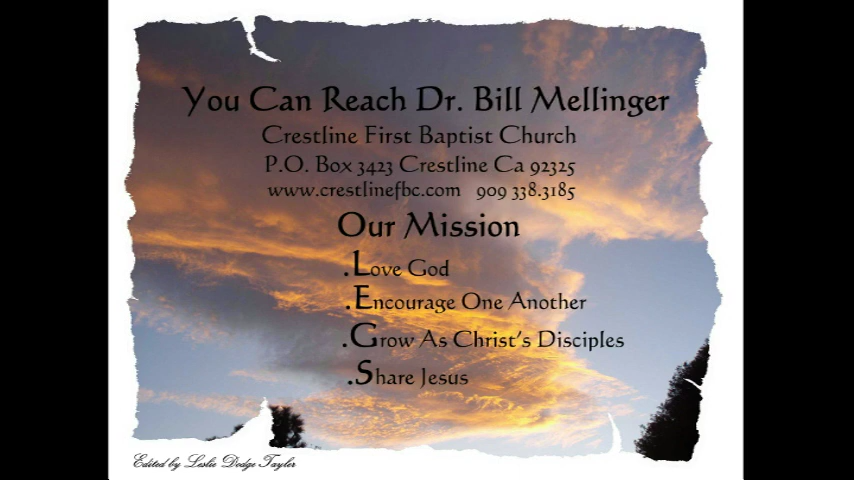 You Can Reach Dr. Bill Mellinger
Crestline First Baptist Church
P.O. Box 3423 Crestline Ca 92325
www.crestlinefbc.com 909 338.3185
Our Mission
.Love God
.Encourage One Another
.Grow As Christ's Disciples
.Share Jesus
Edited by Leslie Dodge Tayler